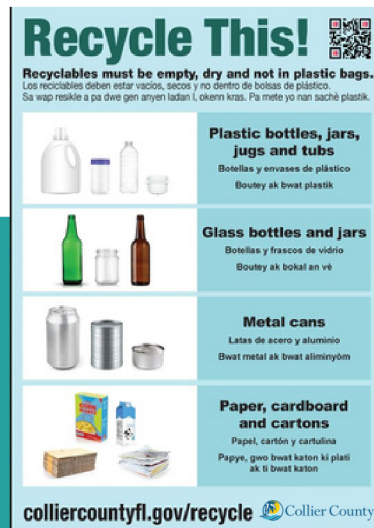 Recycle This!
Recyclables must be empty, dry and not in plastic bags.
Los reciclables deben estar vacíos, secos y no dentro de bolsas de plástico.
Sa wap resikle a pa dwe gen anyen ladan l, okenn kras. Pa mete yo nan sachè plastik.
Plastic bottles, jars,
jugs and tubs
Botellas y envases de plástico
Boutey ak bwat plastik
Glass bottles and jars
Botellas y frascos de vidrio
Boutey ak bokal an vè
Metal cans
Latas de acero y aluminio
Bwat metal ak bwat aliminyòm
Paper, cardboard
and cartons
Papel, cartón y cartulina
Papye, gwo bwat katon ki plati
ak ti bwat katon
colliercountyfl.gov/recycle Collier County